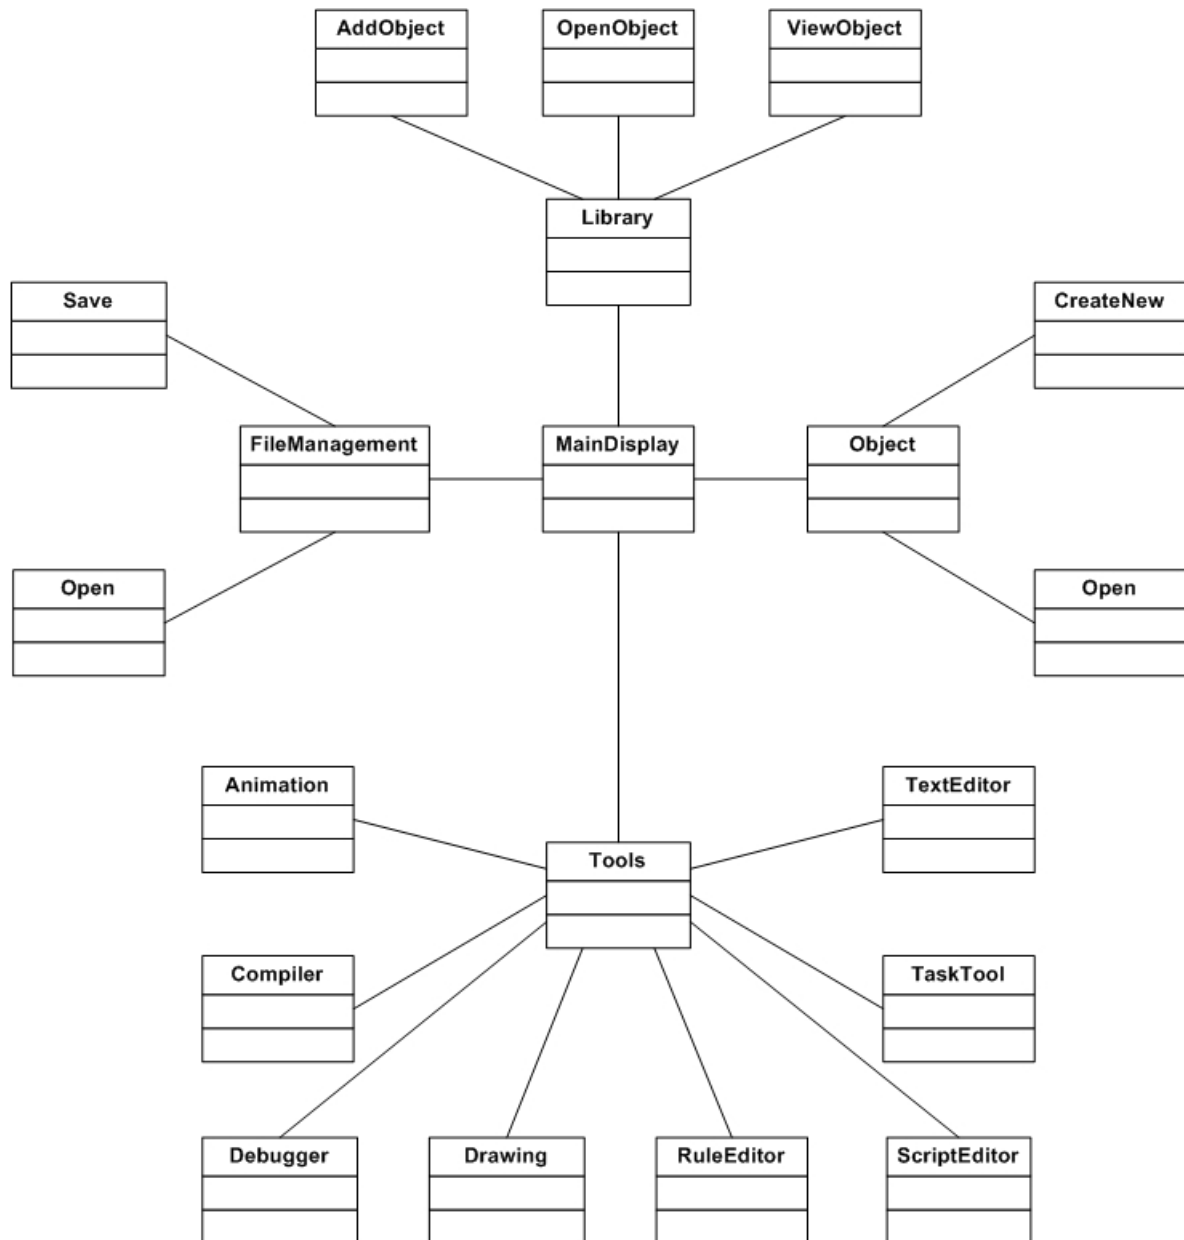 AddObject
OpenObject
ViewObject
Library
Save
CreateNew
FileManagement
MainDisplay
Object
Open
Open
Animation
TextEditor
Tools
Compiler
TaskTool
Debugger
Drawing
RuleEditor
ScriptEditor